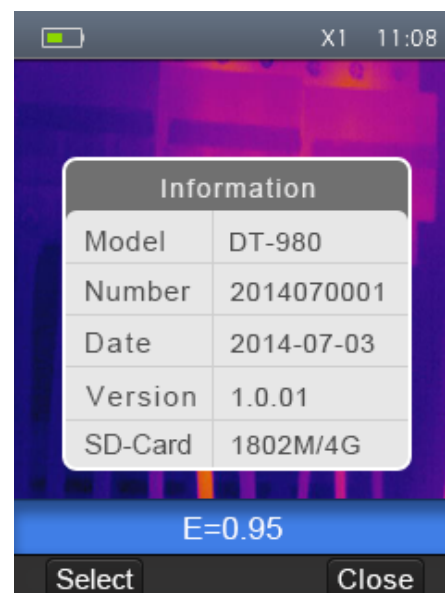 X1 11:08
Information
Model DT-980
Number 2014070001
Date 2014-07-03
Version 1.0.01
SD-Card 1802M/4G
E=0.95
Select Close